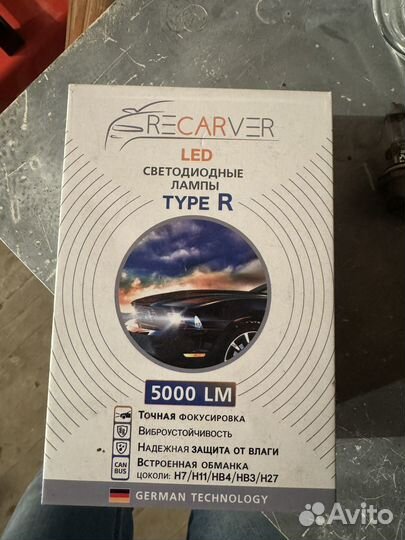 RECARVER
LED
СВЕТОДИОДНЫЕ
ЛАМПЫ
TYPE R
5000 LM
ТОЧНАЯ ФОКУСИРОВКА
ВИБРОУСТОЙЧИВОСТЬ
НАДЕЖНАЯ ЗАЩИТА ОТ ВЛАГИ
CAN BUS
ВСТРОЕННАЯ ОБМАНКА
ЦОКОЛИ: H7/H11/HB4/HB3/H27
GERMAN TECHNOLOGY
Avito